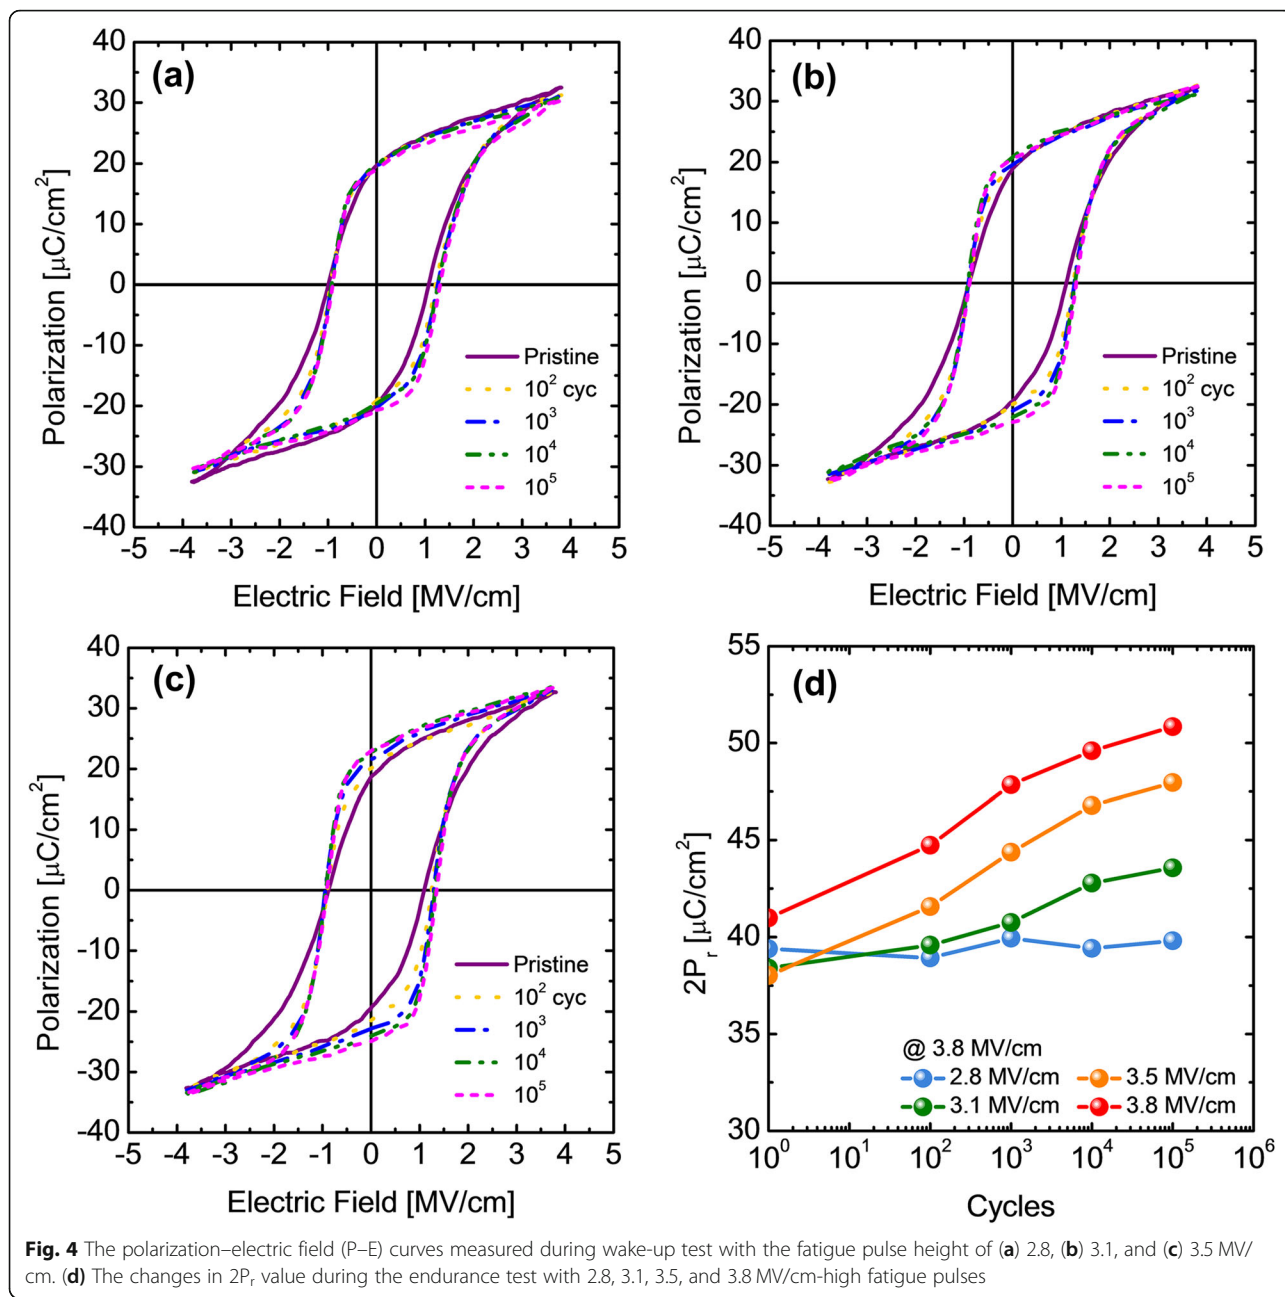 (a)
40
30
20
10
0
-10
-20
-30
-40
Polarization [μC/cm²]
Pristine
10² cyc
10³
10⁴
10⁵
-5 -4 -3 -2 -1 0 1 2 3 4 5
Electric Field [MV/cm]
(b)
40
30
20
10
0
-10
-20
-30
-40
Polarization [μC/cm²]
Pristine
10² cyc
10³
10⁴
10⁵
-5 -4 -3 -2 -1 0 1 2 3 4 5
Electric Field [MV/cm]
(c)
40
30
20
10
0
-10
-20
-30
-40
Polarization [μC/cm²]
Pristine
10² cyc
10³
10⁴
10⁵
-5 -4 -3 -2 -1 0 1 2 3 4 5
Electric Field [MV/cm]
(d)
55
50
45
40
35
30
2Pᵣ [μC/cm²]
@ 3.8 MV/cm
2.8 MV/cm 3.5 MV/cm
3.1 MV/cm 3.8 MV/cm
10⁰ 10¹ 10² 10³ 10⁴ 10⁵ 10⁶
Cycles
Fig. 4 The polarization–electric field (P–E) curves measured during wake-up test with the fatigue pulse height of (a) 2.8, (b) 3.1, and (c) 3.5 MV/
cm. (d) The changes in 2Pᵣ value during the endurance test with 2.8, 3.1, 3.5, and 3.8 MV/cm-high fatigue pulses